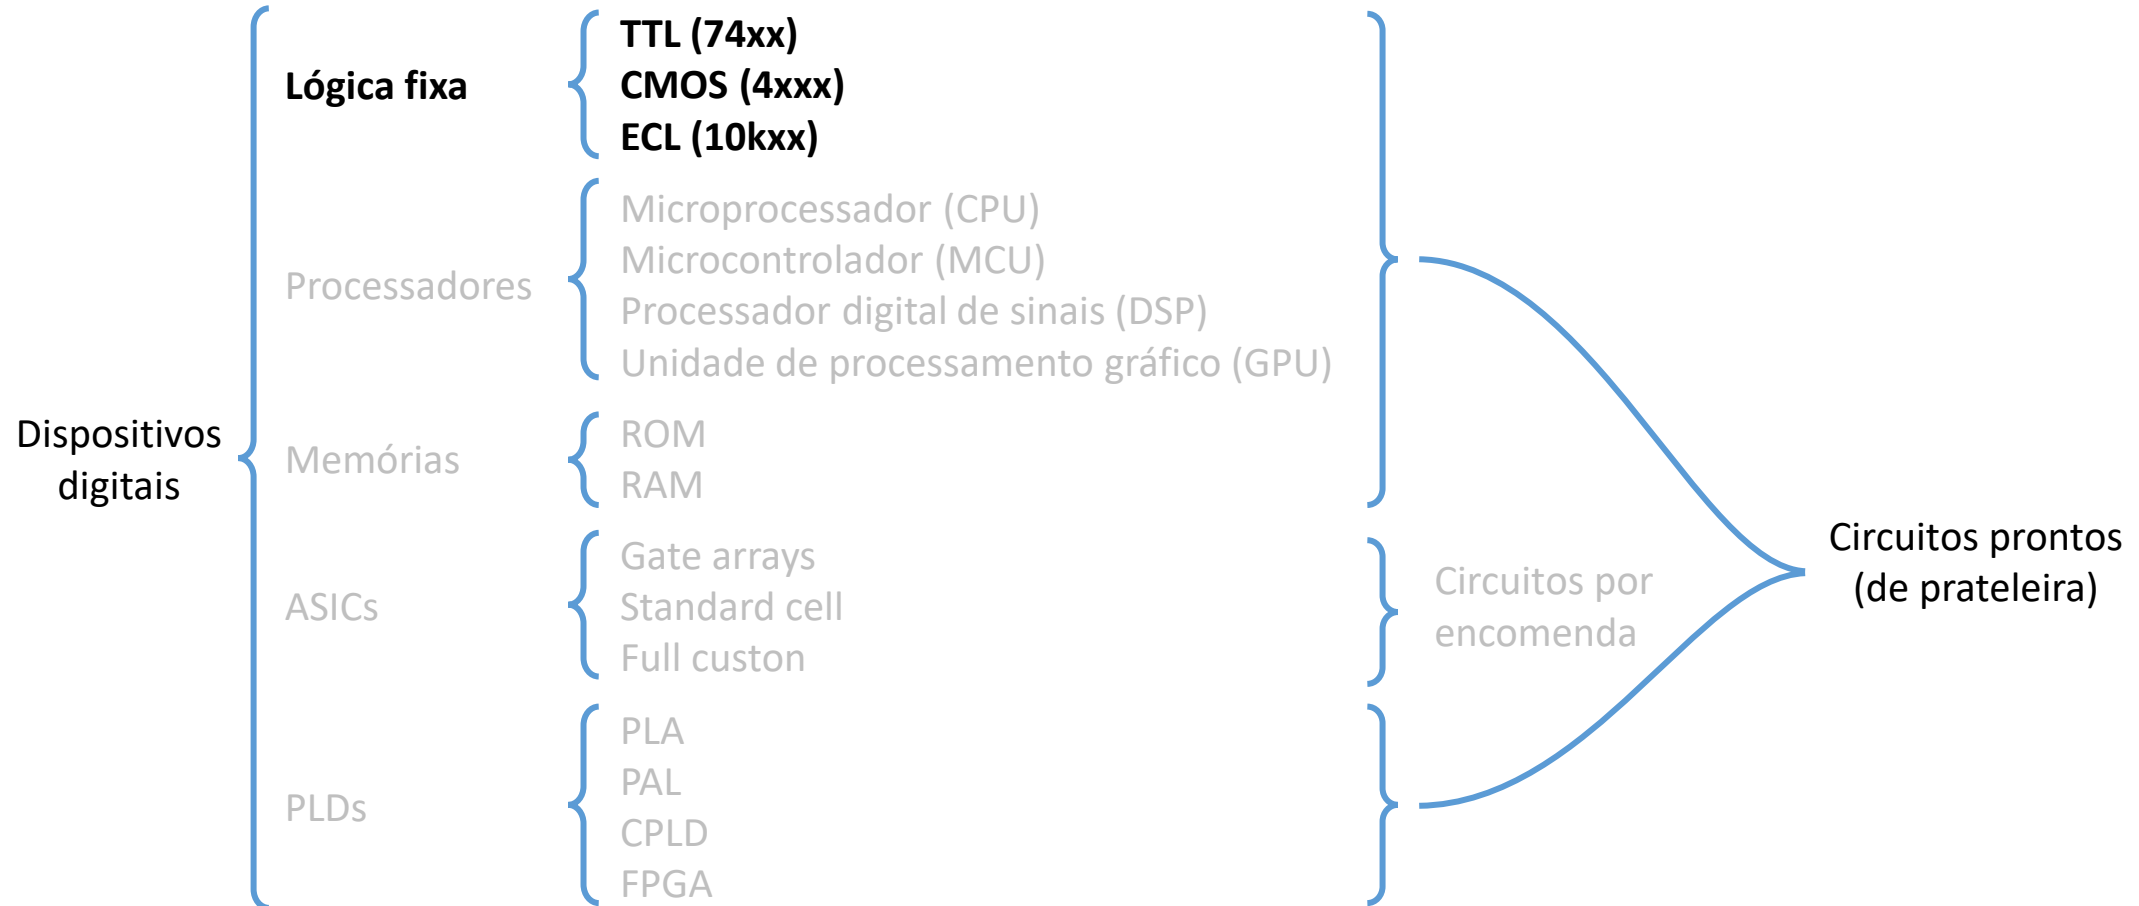 Dispositivos
digitais
Lógica fixa
TTL (74xx)
CMOS (4xxx)
ECL (10kxx)
Processadores
Microprocessador (CPU)
Microcontrolador (MCU)
Processador digital de sinais (DSP)
Unidade de processamento gráfico (GPU)
Memórias
ROM
RAM
ASICs
Gate arrays
Standard cell
Full custon
PLDs
PLA
PAL
CPLD
FPGA
Circuitos por
encomenda
Circuitos prontos
(de prateleira)